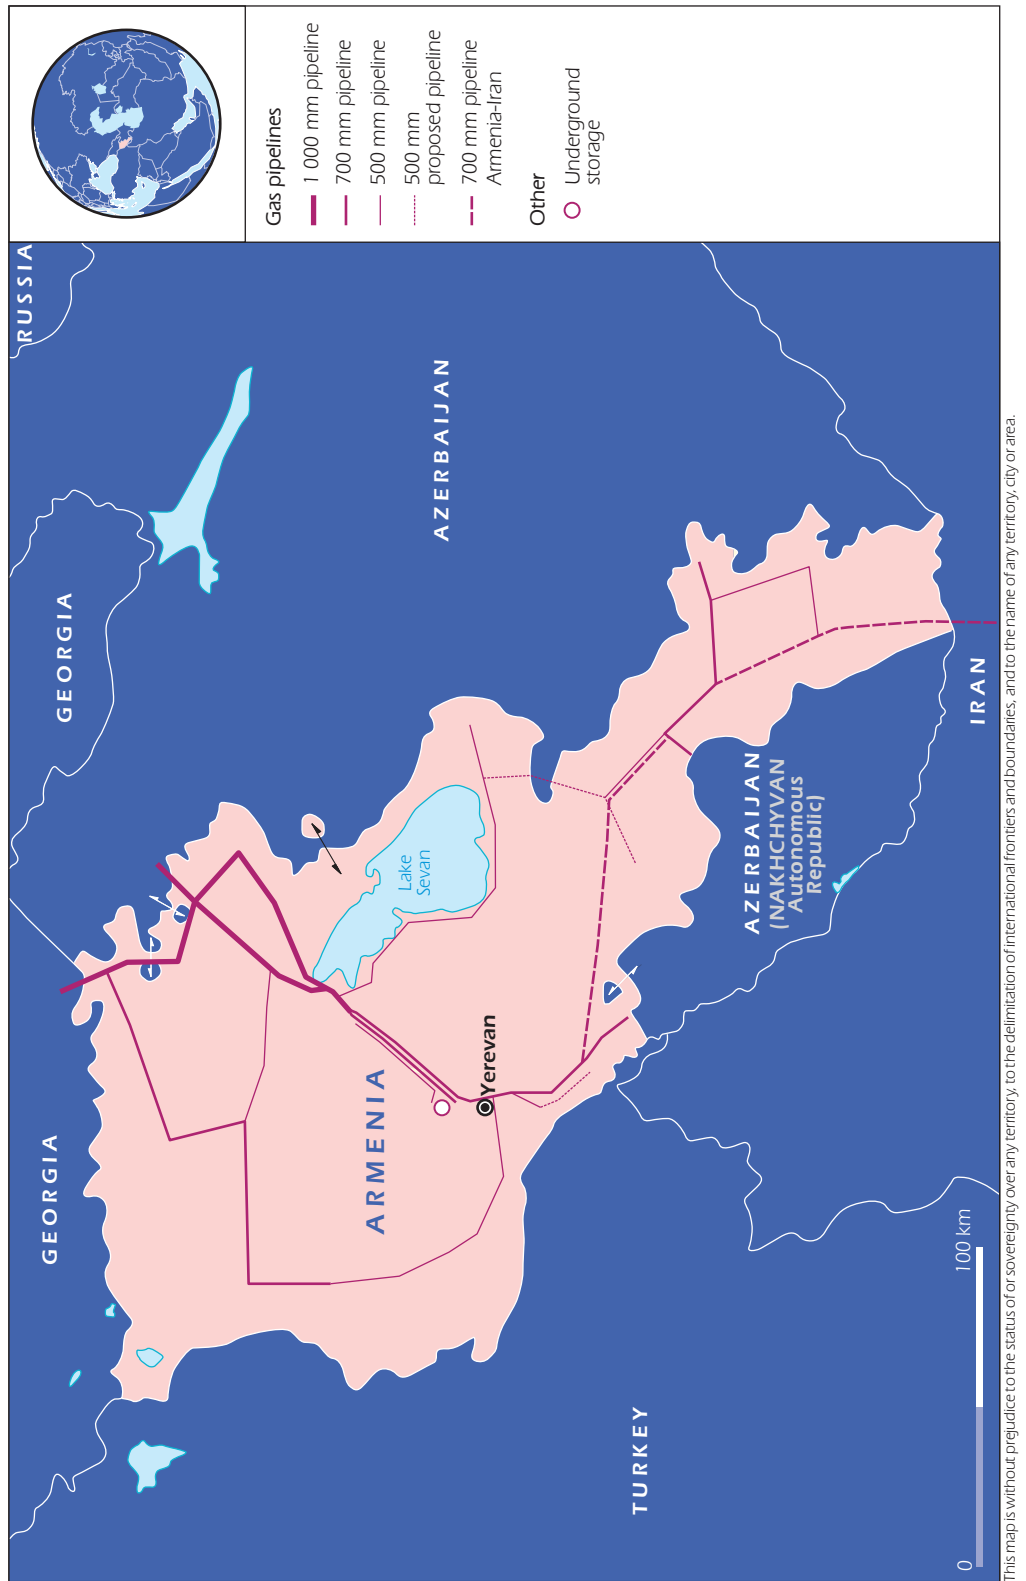 RUSSIA
GEORGIA
GEORGIA
AZERBAIJAN
ARMENIA
Lake
Sevan
Yerevan
AZERBAIJAN
(NAKHCHYVAN
Autonomous
Republic)
IRAN
TURKEY
0
100 km
Gas pipelines
1 000 mm pipeline
700 mm pipeline
500 mm pipeline
500 mm
proposed pipeline
700 mm pipeline
Armenia-Iran
Other
Underground
storage
This map is without prejudice to the status of or sovereignty over any territory, to the delimitation of international frontiers and boundaries, and to the name of any territory, city or area.